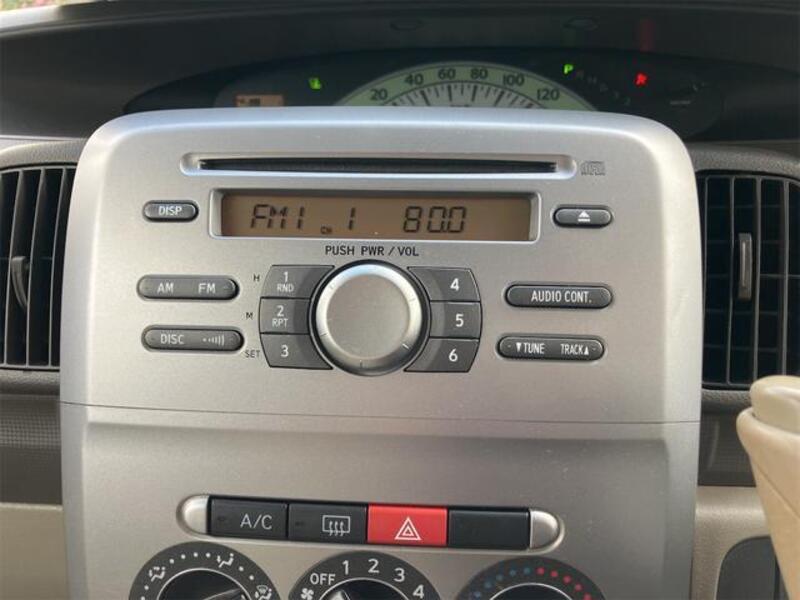 20 40 60 80 100 120
P
DISP
FM1 CH 1 80.0
PUSH PWR / VOL
AM FM
H 1 RND
M 2 RPT
SET 3
4
5
6
AUDIO CONT.
DISC
▼TUNE TRACK▲
A/C
OFF 1 2 3 4